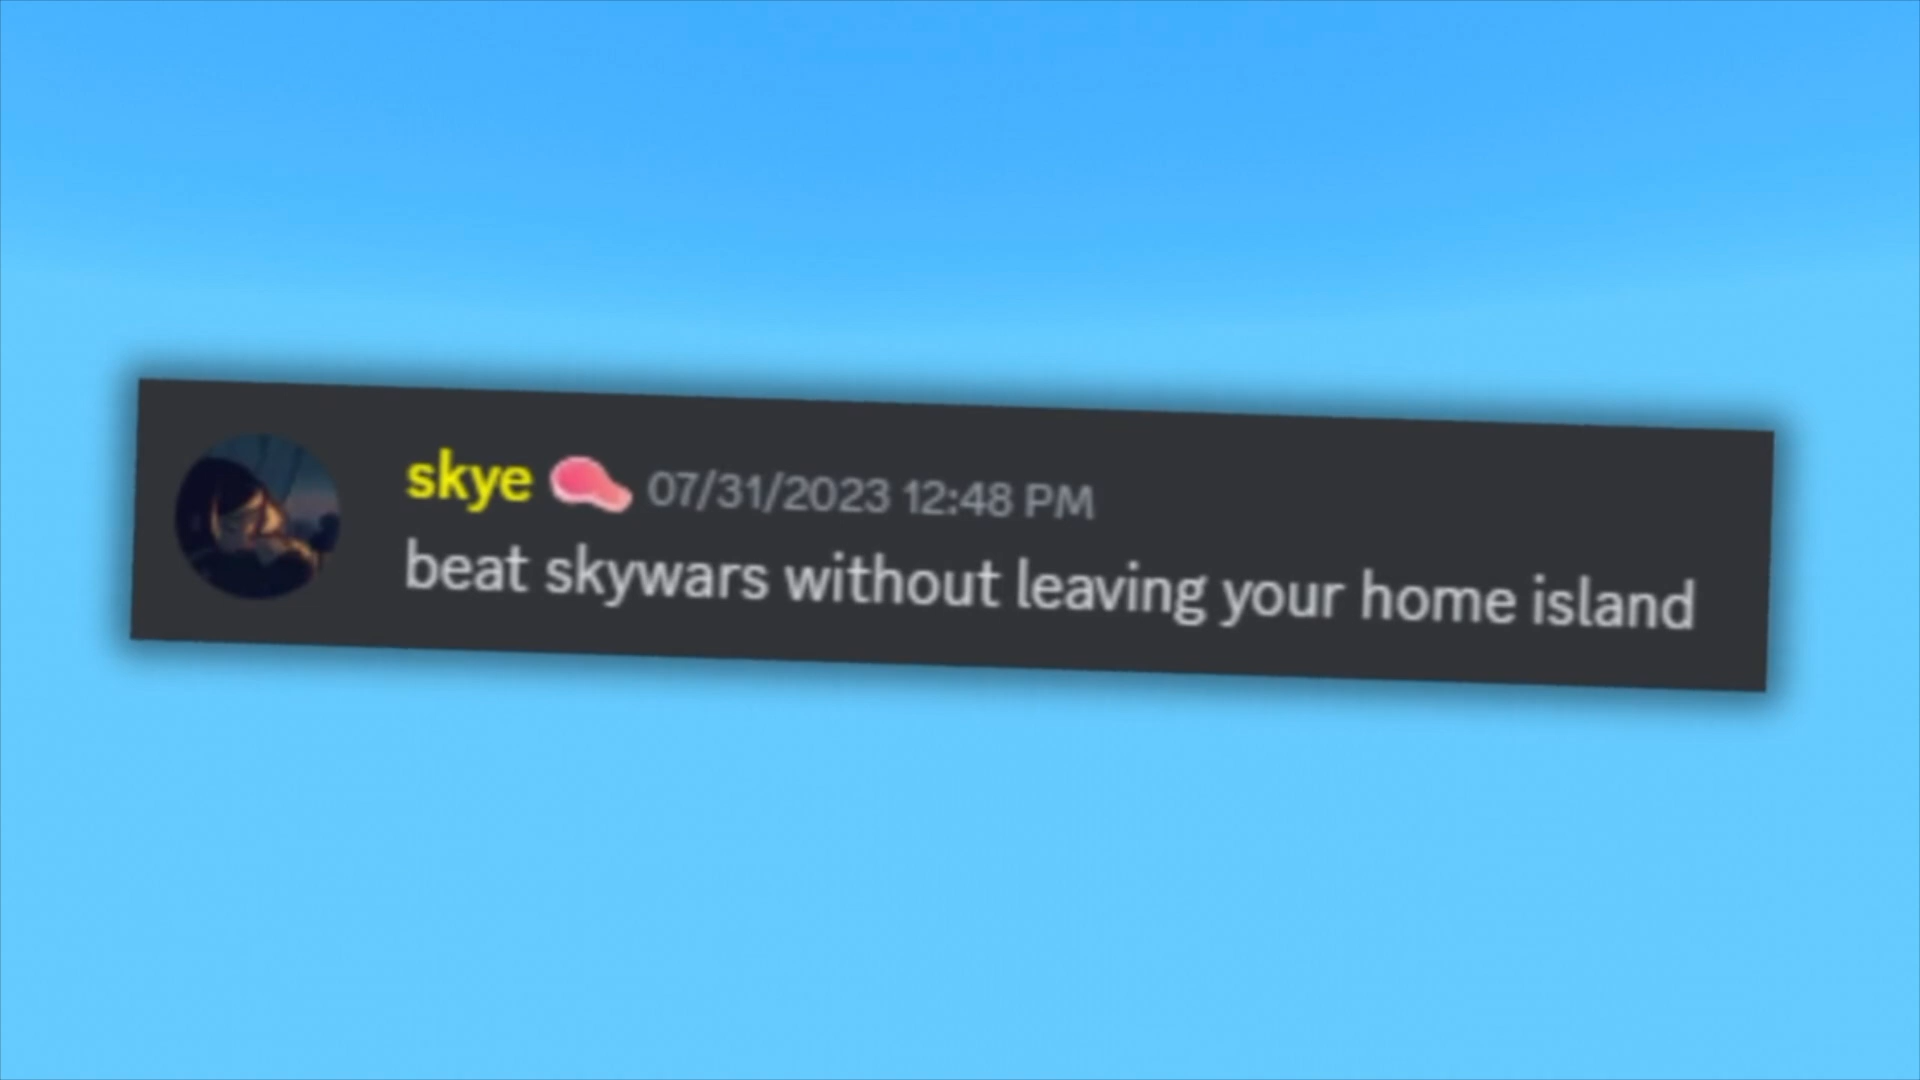 skye 07/31/2023 12:48 PM
beat skywars without leaving your home island